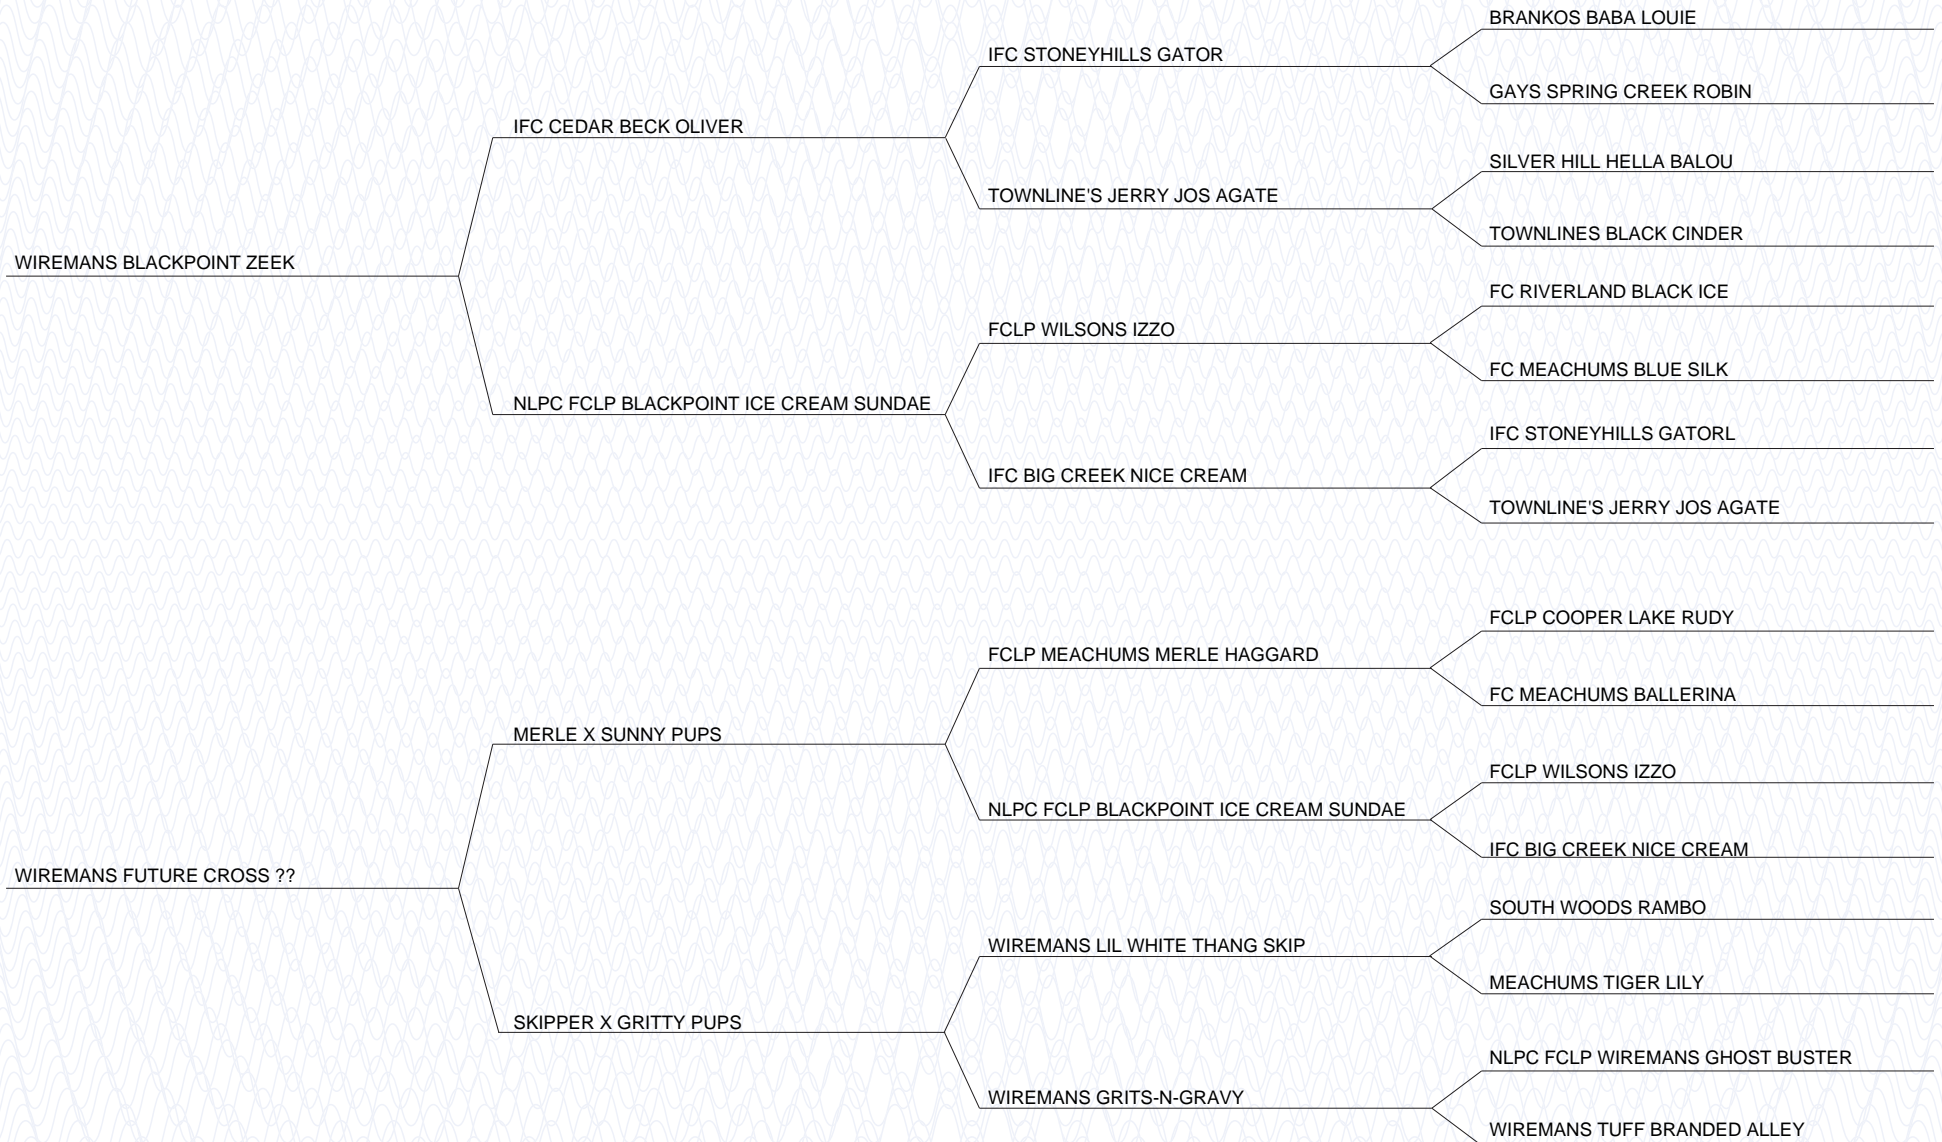 BRANKOS BABA LOUIE
IFC STONEYHILLS GATOR
GAYS SPRING CREEK ROBIN
IFC CEDAR BECK OLIVER
SILVER HILL HELLA BALOU
TOWNLINE'S JERRY JOS AGATE
TOWNLINES BLACK CINDER
WIREMANS BLACKPOINT ZEEK
FC RIVERLAND BLACK ICE
FCLP WILSONS IZZO
FC MEACHUMS BLUE SILK
NLPC FCLP BLACKPOINT ICE CREAM SUNDAE
IFC STONEYHILLS GATORL
IFC BIG CREEK NICE CREAM
TOWNLINE'S JERRY JOS AGATE
FCLP COOPER LAKE RUDY
FCLP MEACHUMS MERLE HAGGARD
FC MEACHUMS BALLERINA
MERLE X SUNNY PUPS
FCLP WILSONS IZZO
NLPC FCLP BLACKPOINT ICE CREAM SUNDAE
IFC BIG CREEK NICE CREAM
WIREMANS FUTURE CROSS ??
SOUTH WOODS RAMBO
WIREMANS LIL WHITE THANG SKIP
MEACHUMS TIGER LILY
SKIPPER X GRITTY PUPS
NLPC FCLP WIREMANS GHOST BUSTER
WIREMANS GRITS-N-GRAVY
WIREMANS TUFF BRANDED ALLEY